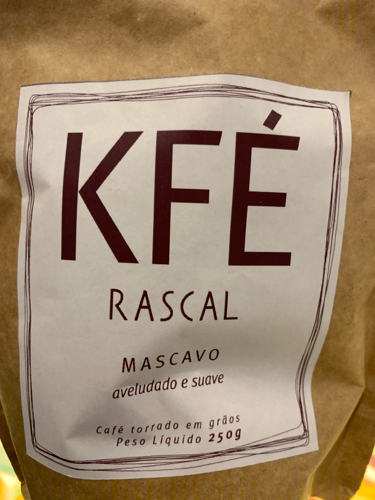 KFÉ
RASCAL
MASCAVO
aveludado e suave
Café torrado em grãos
Peso Líquido 250g